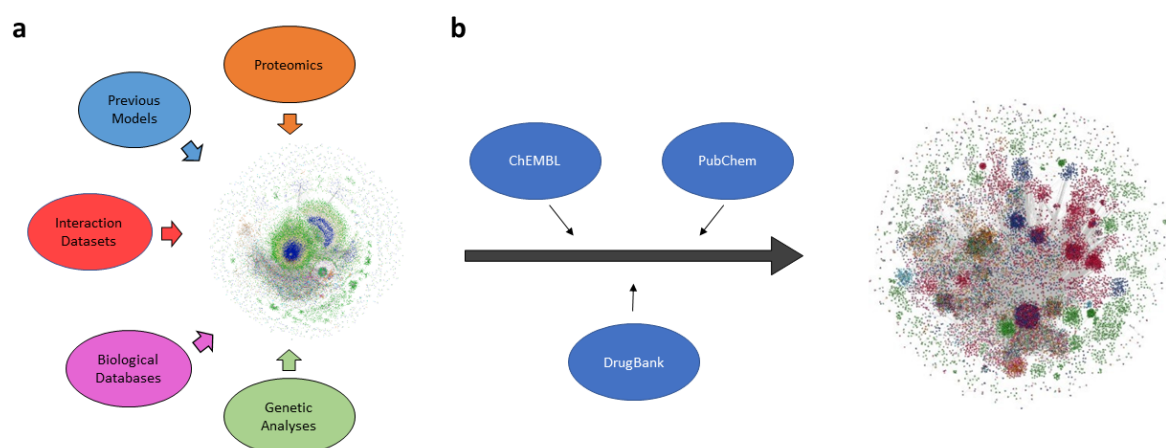 a
b
Proteomics
Previous
Models
Interaction
Datasets
Biological
Databases
Genetic
Analyses
ChEMBL
PubChem
DrugBank